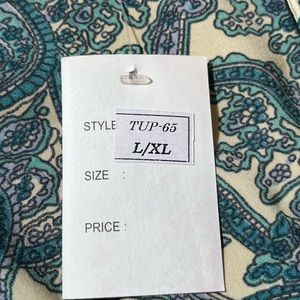 STYLE TUP-65
L/XL
SIZE :
PRICE :